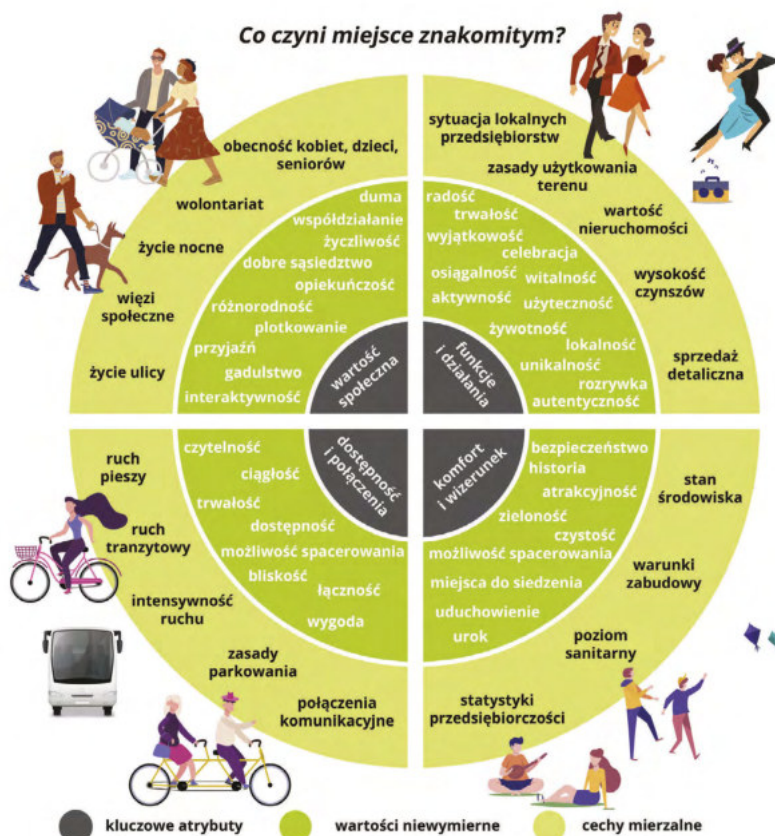 Co czyni miejsce znakomitym?
obecność kobiet, dzieci,
seniorów
wolontariat
życie nocne
więzi
społeczne
życie ulicy
duma
współdziałanie
życzliwość
dobre sąsiedztwo
opiekuńczość
różnorodność
plotkowanie
przyjaźń
gadulstwo
interaktywność
wartość
społeczna
sytuacja lokalnych
przedsiębiorstw
zasady użytkowania
terenu
wartość
nieruchomości
wysokość
czynszów
sprzedaż
detaliczna
radość
trwałość
wyjątkowość
celebracja
osiągalność
witalność
aktywność
użyteczność
żywotność
lokalność
unikalność
rozrywka
autentyczność
funkcje
i działania
ruch
pieszy
ruch
tranzytowy
intensywność
ruchu
zasady
parkowania
połączenia
komunikacyjne
czytelność
ciągłość
trwałość
dostępność
możliwość spacerowania
bliskość
łączność
wygoda
dostępność
i połączenia
komfort
i wizerunek
bezpieczeństwo
historia
atrakcyjność
zieloność
czystość
możliwość spacerowania
miejsca do siedzenia
uduchowienie
urok
stan
środowiska
warunki
zabudowy
poziom
sanitarny
statystyki
przedsiębiorczości
kluczowe atrybuty
wartości niewymierne
cechy mierzalne